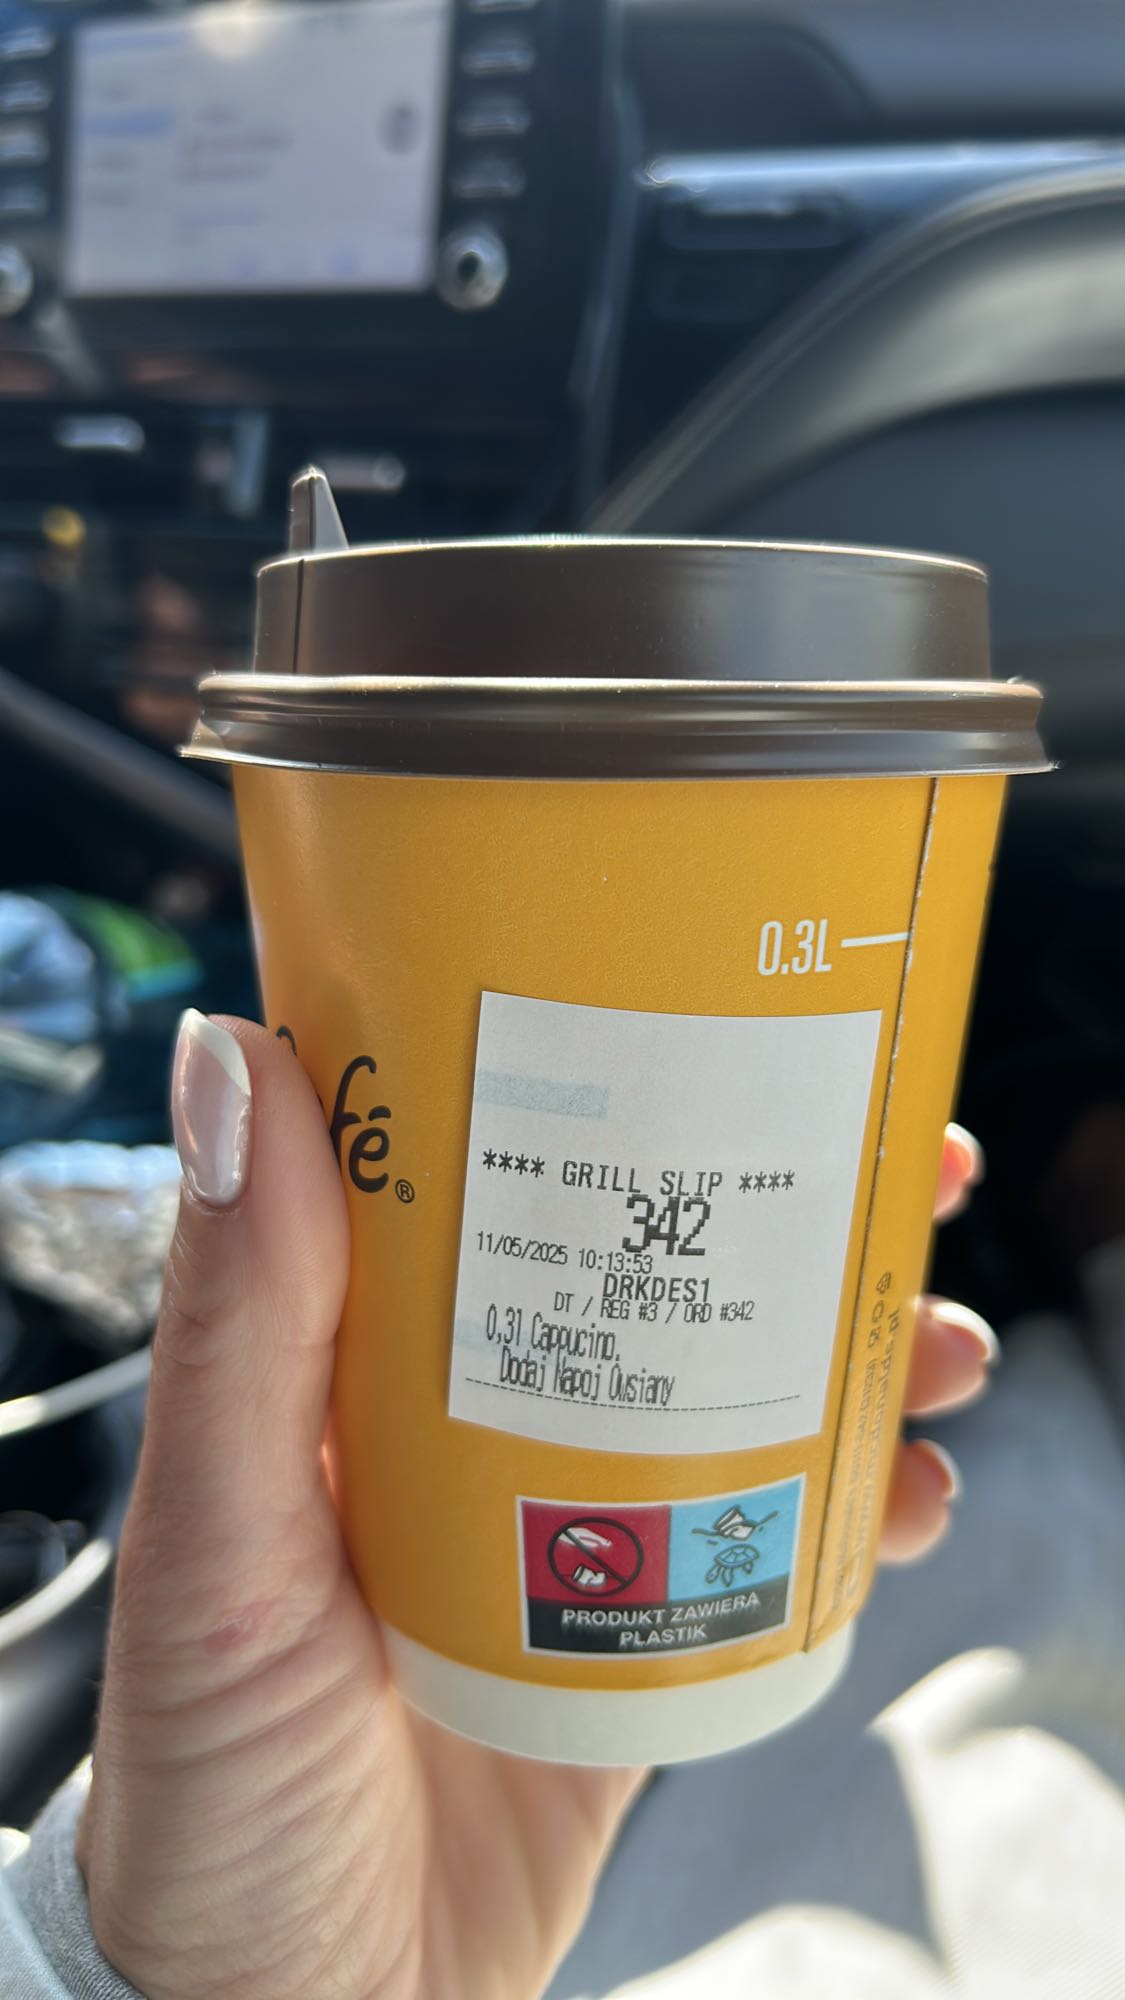 0.3L
fé®
**** GRILL SLIP ****
342
11/05/2025 10:13:53
DRKDES1
DT / REG #3 / ORD #342
0,3l Cappucino.
Dodaj Napoj Owsiany
PRODUKT ZAWIERA
PLASTIK